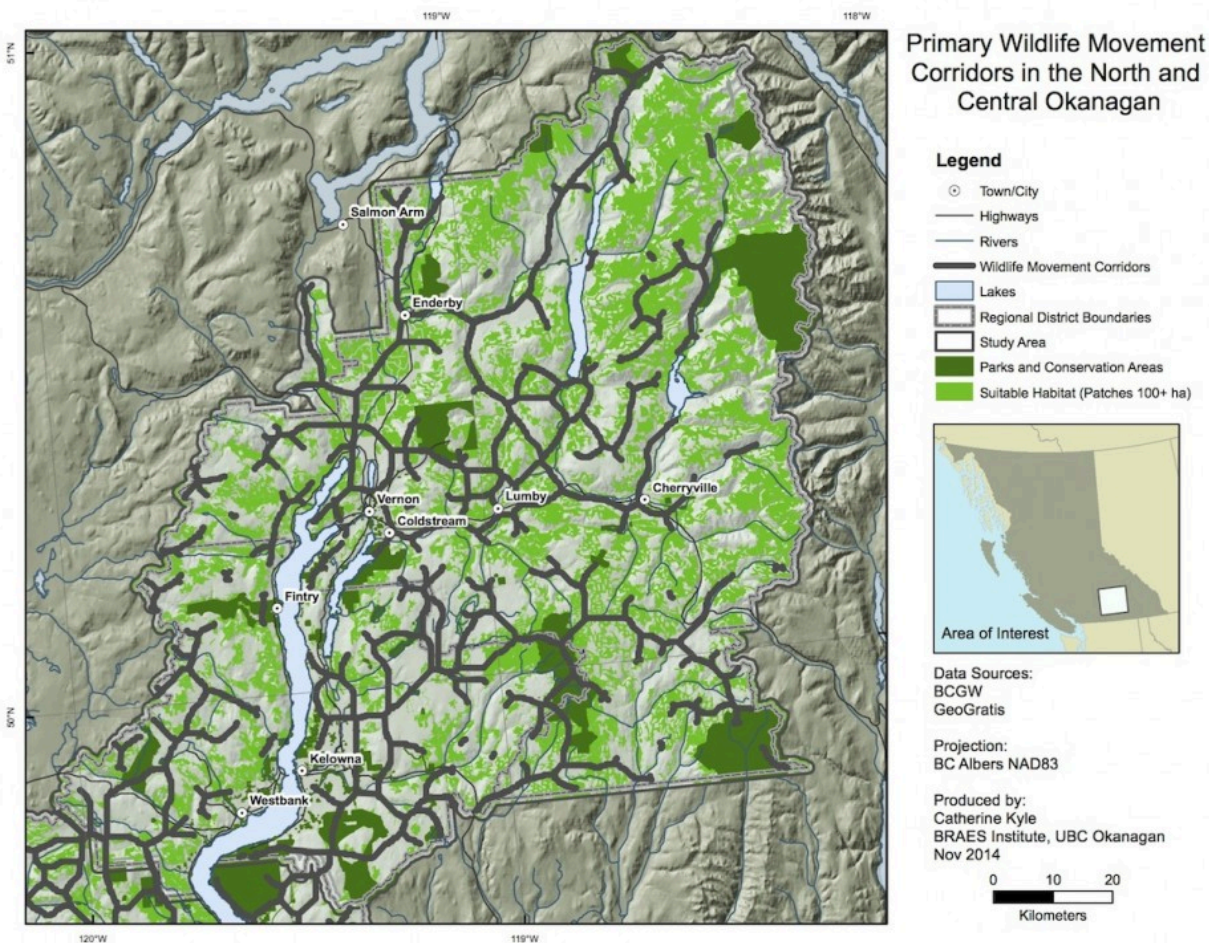 119°W
118°W
51°N
Primary Wildlife Movement
Corridors in the North and
Central Okanagan
Legend
Town/City
Highways
Rivers
Wildlife Movement Corridors
Lakes
Regional District Boundaries
Study Area
Parks and Conservation Areas
Suitable Habitat (Patches 100+ ha)
Salmon Arm
Enderby
Cherryville
Lumby
Vernon
Coldstream
Fintry
Kelowna
Westbank
50°N
Area of Interest
Data Sources:
BCGW
GeoGratis
Projection:
BC Albers NAD83
Produced by:
Catherine Kyle
BRAES Institute, UBC Okanagan
Nov 2014
0 10 20
Kilometers
120°W
119°W